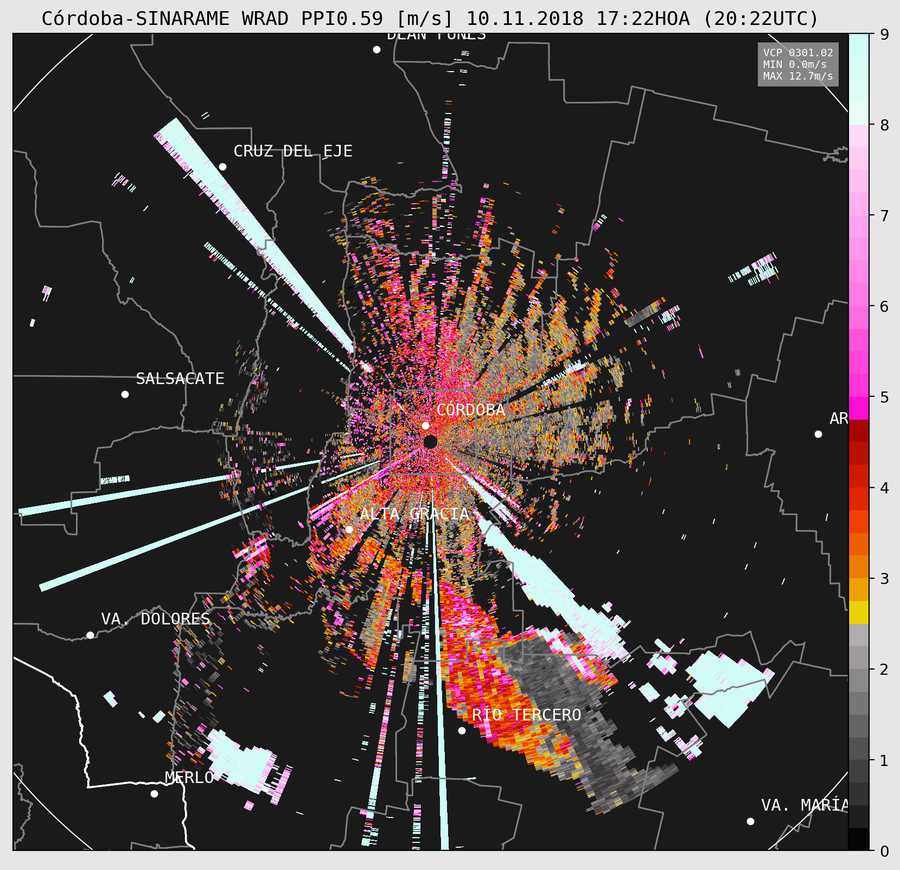 Córdoba-SINARAME WRAD PPI0.59 [m/s] 10.11.2018 17:22HOA (20:22UTC)
DEAN FUNES
VCP 0301.02
MIN 0.0m/s
MAX 12.7m/s
9
CRUZ DEL EJE
8
7
6
SALSACATE
5
CÓRDOBA
AR
4
ALTA GRACIA
3
VA. DOLORES
2
RÍO TERCERO
1
MERLO
VA. MARÍA
0